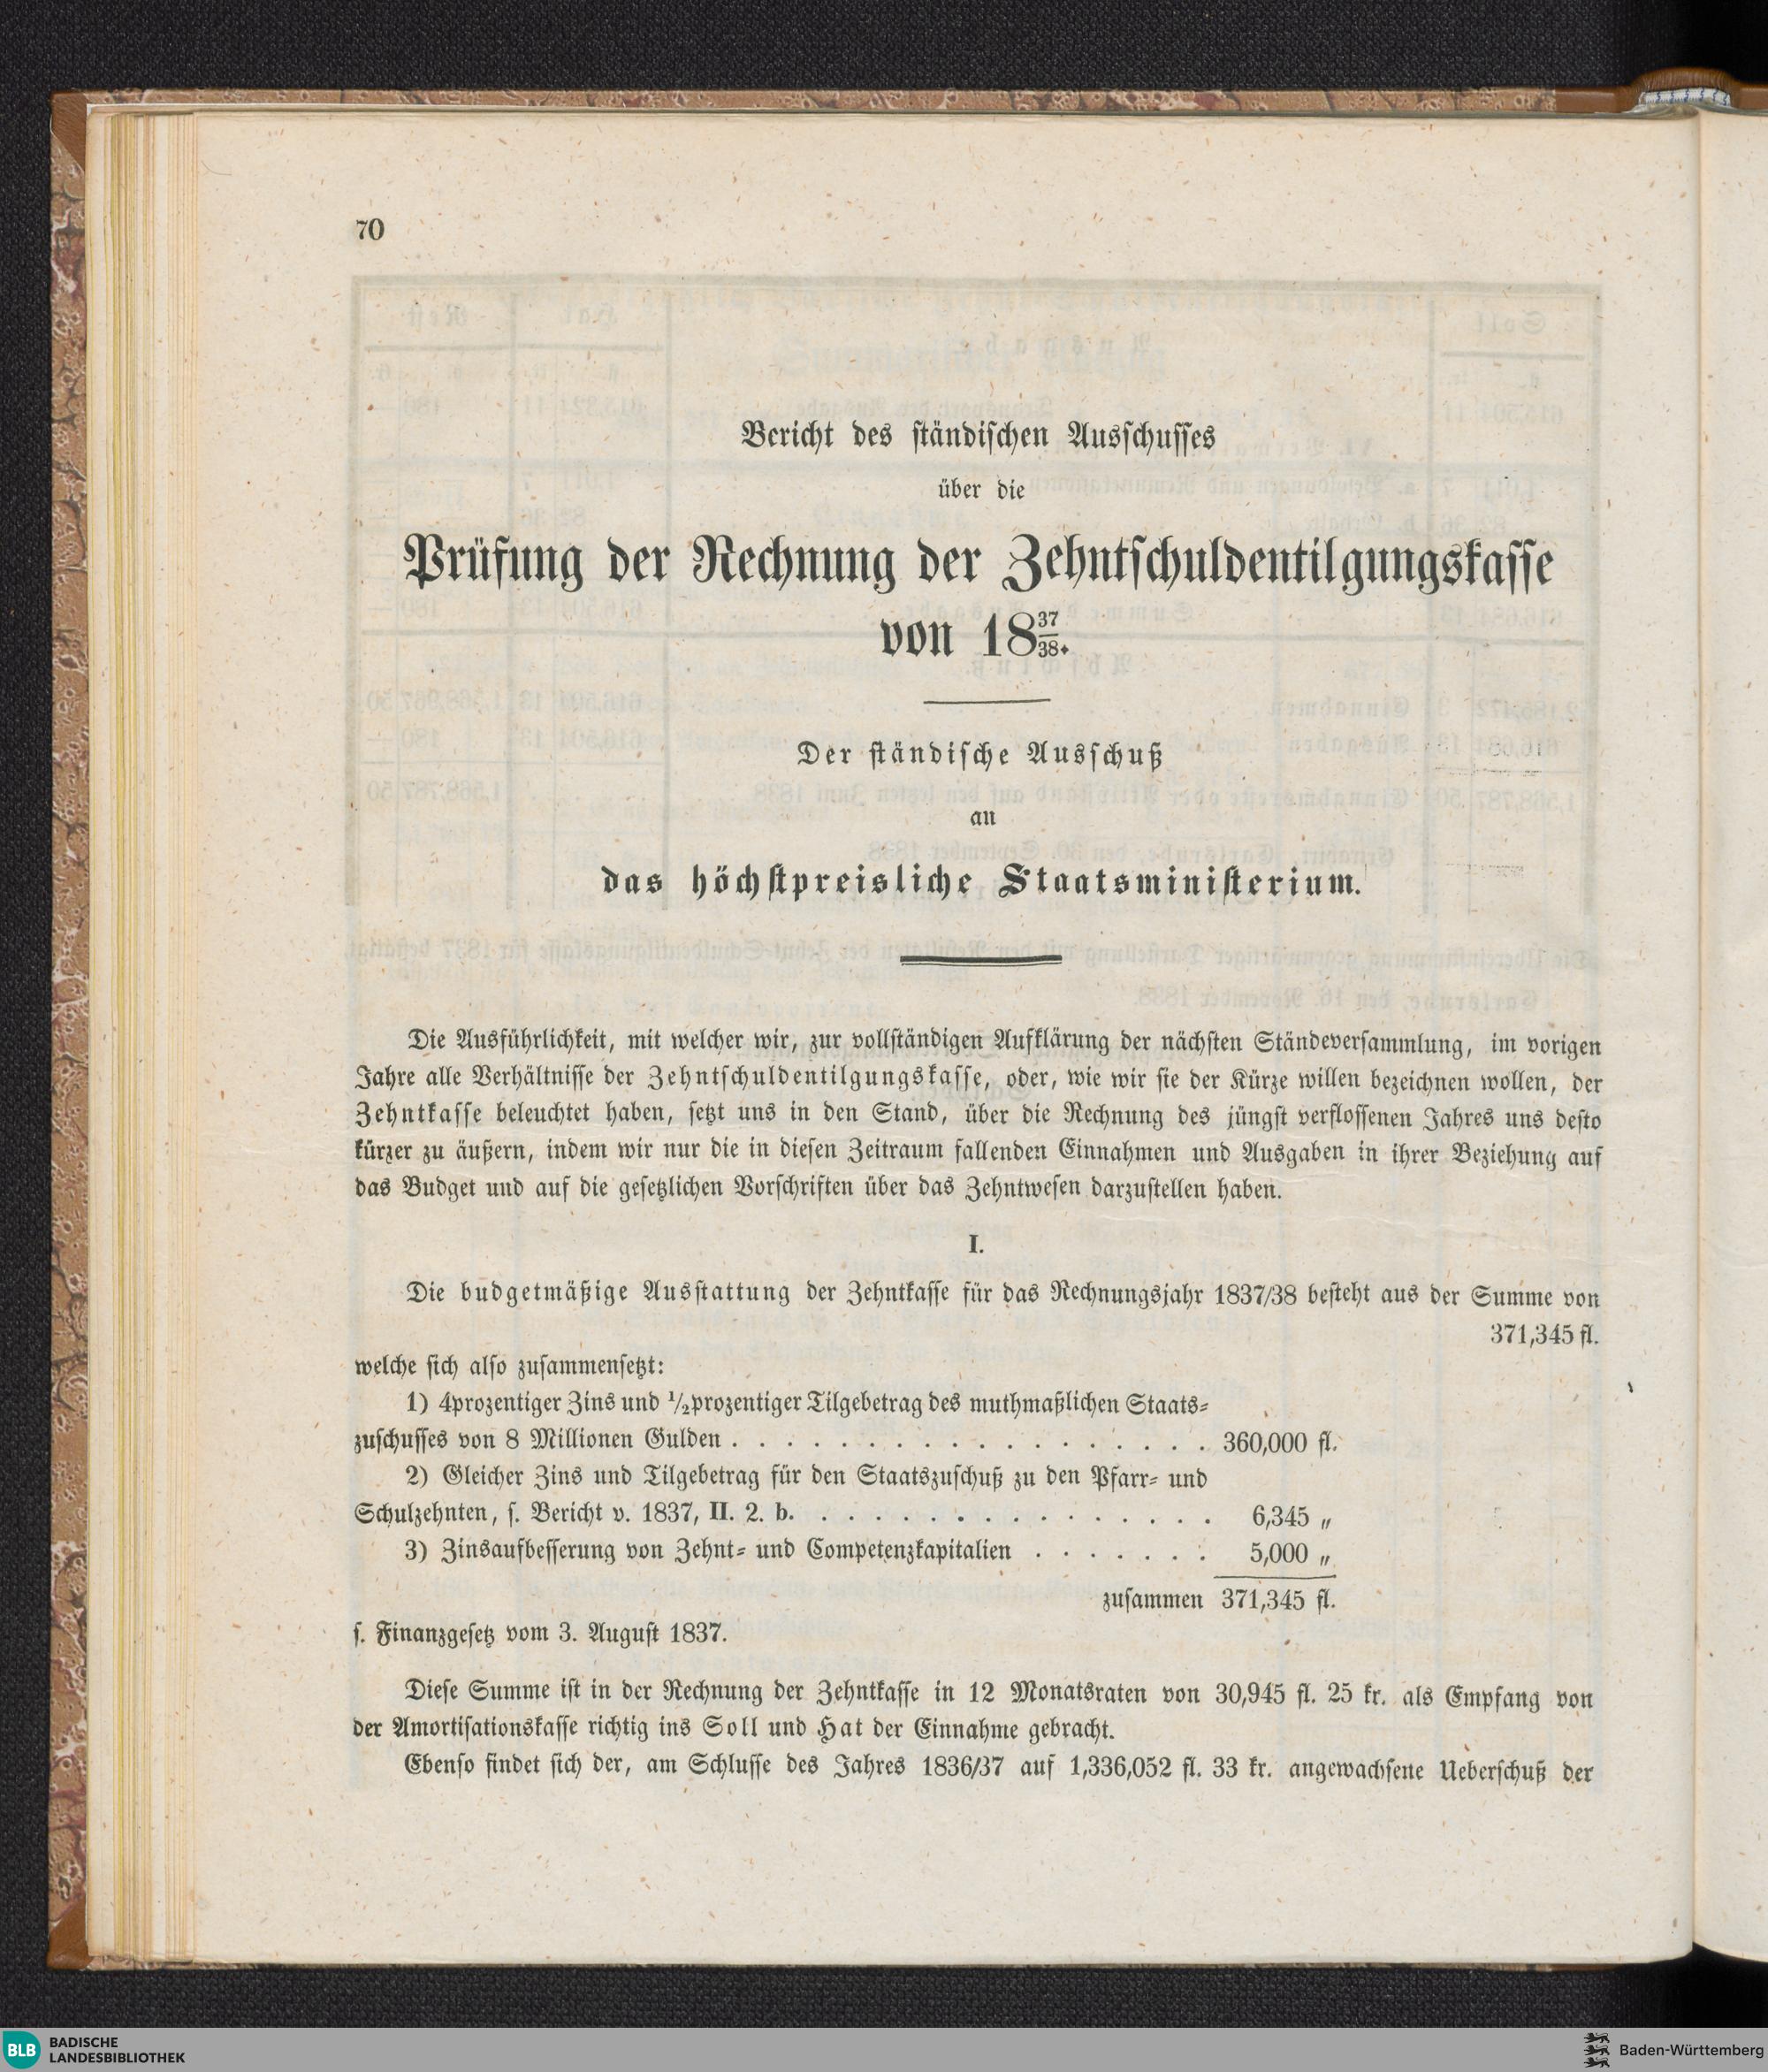 70
Bericht des ständischen Ausschusses
über die
Prüfung der Rechnung der Zehntschuldentilgungskasse
von 18 37/38.
Der ständische Ausschuß
an
das höchstpreisliche Staatsministerium.
Die Ausführlichkeit, mit welcher wir, zur vollständigen Aufklärung der nächsten Ständeversammlung, im vorigen
Jahre alle Verhältnisse der Zehntschuldentilgungskasse, oder, wie wir sie der Kürze willen bezeichnen wollen, der
Zehntkasse beleuchtet haben, setzt uns in den Stand, über die Rechnung des jüngst verflossenen Jahres uns desto
kürzer zu äußern, indem wir nur die in diesen Zeitraum fallenden Einnahmen und Ausgaben in ihrer Beziehung auf
das Budget und auf die gesetzlichen Vorschriften über das Zehntwesen darzustellen haben.
I.
Die budgetmäßige Ausstattung der Zehntkasse für das Rechnungsjahr 1837/38 besteht aus der Summe von
371,345 fl.
welche sich also zusammensetzt:
1) 4prozentiger Zins und ½prozentiger Tilgebetrag des muthmaßlichen Staats-
zuschusses von 8 Millionen Gulden . . . . . . . . . . . . . . . . . . 360,000 fl.
2) Gleicher Zins und Tilgebetrag für den Staatszuschuß zu den Pfarr- und
Schulzehnten, s. Bericht v. 1837, II. 2. b. . . . . . . . . . . . . . . . 6,345 „
3) Zinsaufbesserung von Zehnt- und Competenzkapitalien . . . . . . . 5,000 „
zusammen 371,345 fl.
s. Finanzgesetz vom 3. August 1837.
Diese Summe ist in der Rechnung der Zehntkasse in 12 Monatsraten von 30,945 fl. 25 kr. als Empfang von
der Amortisationskasse richtig ins Soll und Hat der Einnahme gebracht.
Ebenso findet sich der, am Schlusse des Jahres 1836/37 auf 1,336,052 fl. 33 kr. angewachsene Ueberschuß der
BLB BADISCHE
LANDESBIBLIOTHEK
Baden-Württemberg